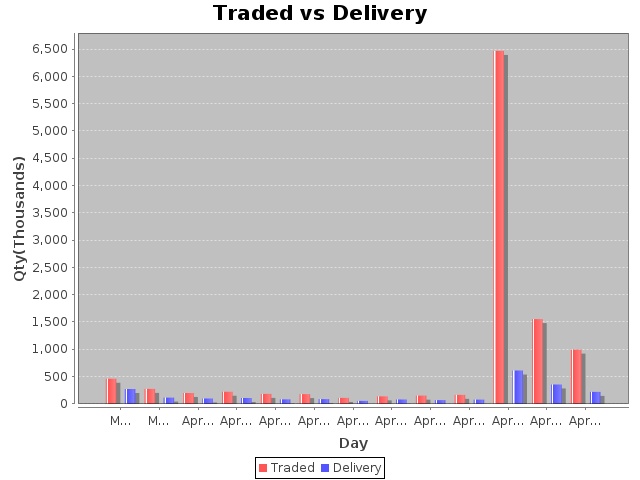 Traded vs Delivery
6,500
6,000
5,500
5,000
4,500
4,000
3,500
3,000
2,500
2,000
1,500
1,000
500
0
Qty(Thousands)
M... M... Apr... Apr... Apr... Apr... Apr... Apr... Apr... Apr... Apr... Apr... Apr...
Day
Traded Delivery